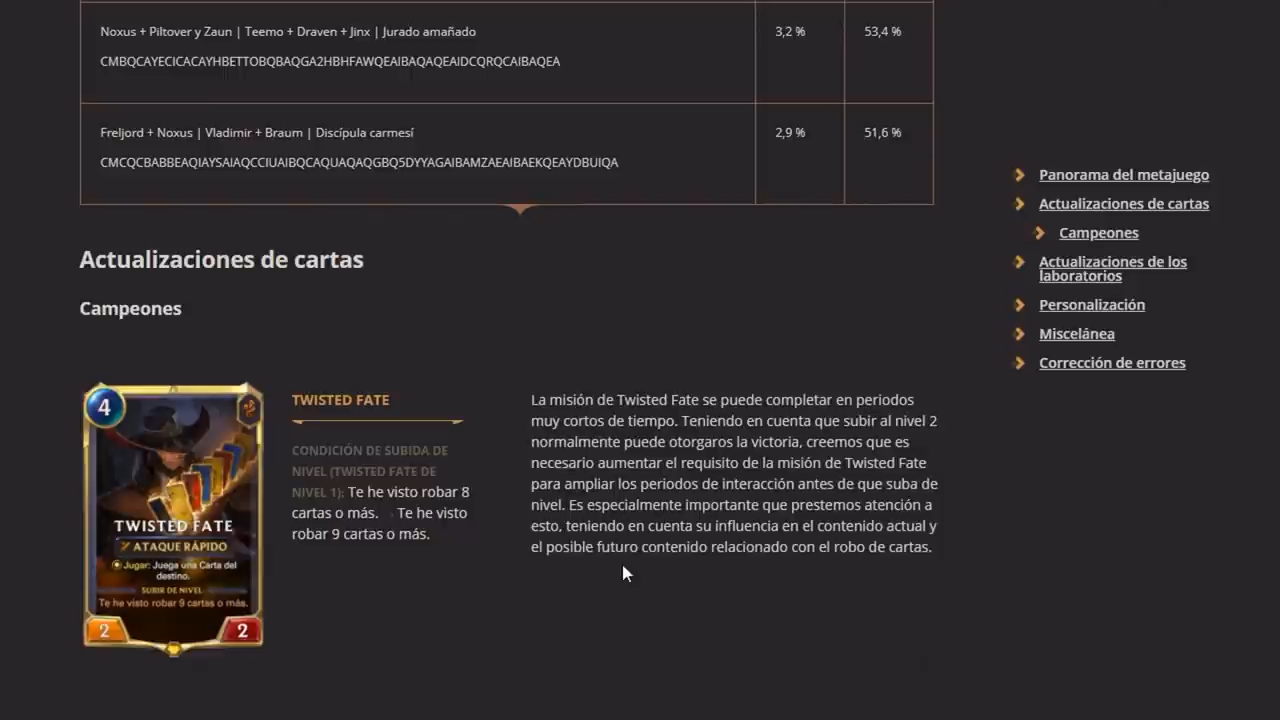 Noxus + Piltover y Zaun | Teemo + Draven + Jinx | Jurado amañado
3,2 %
53,4 %
CMBQCAYECICACAYHBETTOBQBAQGA2HBHFAWQEAIBAQAQEAIDCQRQCAIBAQEA
Freljord + Noxus | Vladimir + Braum | Discípula carmesí
2,9 %
51,6 %
CMCQCBABBEAQIAYSAIAQCCIUAIBQCAQUAQAQGBQ5DYYAGAIBAMZAEAIBAEKQEAYDBUIQA
Panorama del metajuego
Actualizaciones de cartas
Campeones
Actualizaciones de los
laboratorios
Personalización
Miscelánea
Corrección de errores
Actualizaciones de cartas
Campeones
4
TWISTED FATE
ATAQUE RÁPIDO
Jugar: Juega una Carta del
destino.
SUBIR DE NIVEL
Te he visto robar 9 cartas o más.
2
2
TWISTED FATE
CONDICIÓN DE SUBIDA DE
NIVEL (TWISTED FATE DE
NIVEL 1): Te he visto robar 8
cartas o más. Te he visto
robar 9 cartas o más.
La misión de Twisted Fate se puede completar en periodos
muy cortos de tiempo. Teniendo en cuenta que subir al nivel 2
normalmente puede otorgaros la victoria, creemos que es
necesario aumentar el requisito de la misión de Twisted Fate
para ampliar los periodos de interacción antes de que suba de
nivel. Es especialmente importante que prestemos atención a
esto, teniendo en cuenta su influencia en el contenido actual y
el posible futuro contenido relacionado con el robo de cartas.